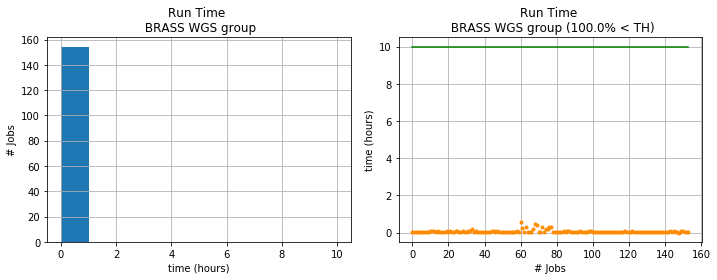 Run Time
BRASS WGS group
# Jobs
160
140
120
100
80
60
40
20
0
0 2 4 6 8 10
time (hours)
Run Time
BRASS WGS group (100.0% < TH)
time (hours)
10
8
6
4
2
0
0 20 40 60 80 100 120 140 160
# Jobs